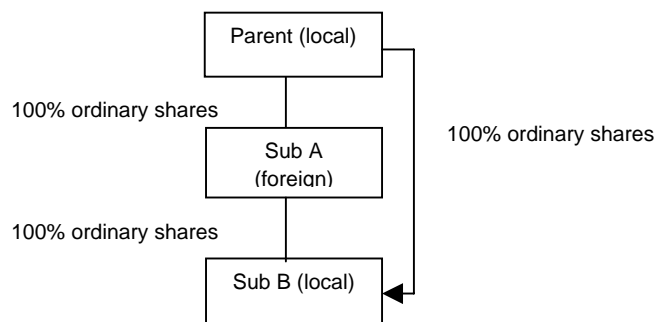 Parent (local)
100% ordinary shares
100% ordinary shares
Sub A
(foreign)
100% ordinary shares
Sub B (local)